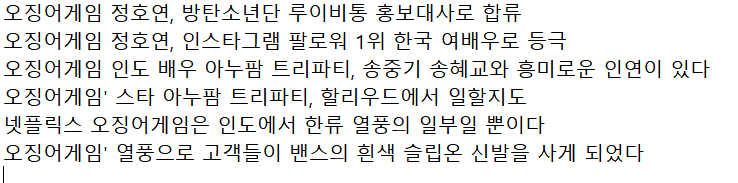 오징어게임 정호연, 방탄소년단 루이비통 홍보대사로 합류
오징어게임 정호연, 인스타그램 팔로워 1위 한국 여배우로 등극
오징어게임 인도 배우 아누팜 트리파티, 송중기 송혜교와 흥미로운 인연이 있다
오징어게임' 스타 아누팜 트리파티, 할리우드에서 일할지도
넷플릭스 오징어게임은 인도에서 한류 열풍의 일부일 뿐이다
오징어게임' 열풍으로 고객들이 밴스의 흰색 슬립온 신발을 사게 되었다